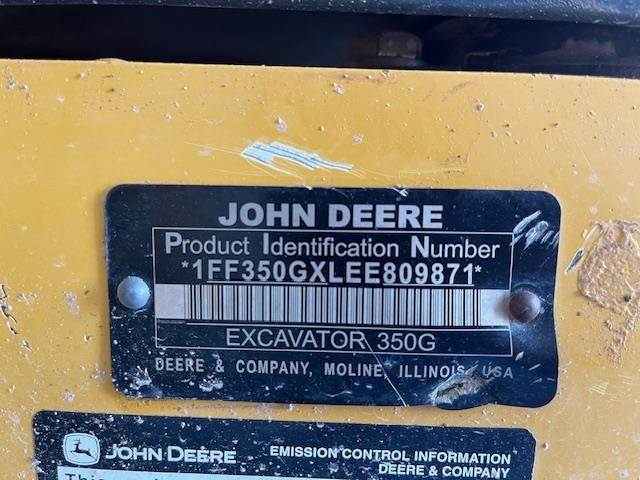 JOHN DEERE
Product Identification Number
*1FF350GXLEE809871*
EXCAVATOR 350G
DEERE & COMPANY, MOLINE, ILLINOIS, USA
JOHN DEERE
EMISSION CONTROL INFORMATION
DEERE & COMPANY
This